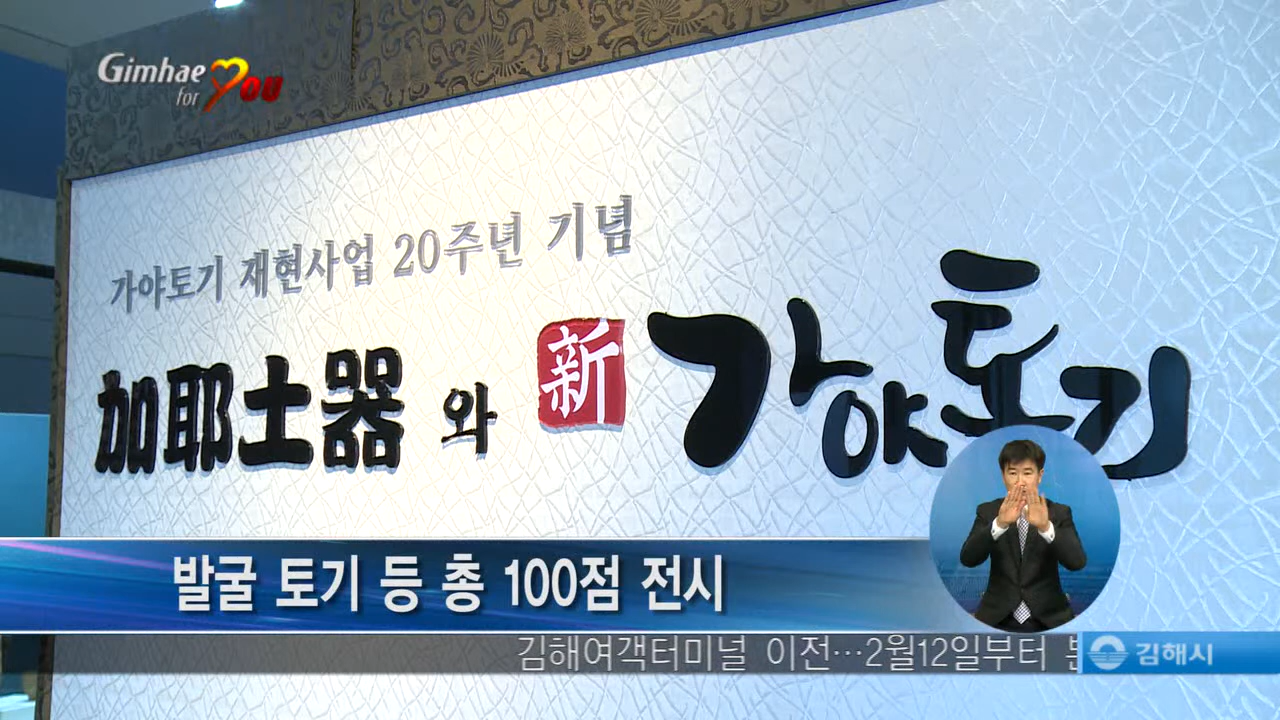 Gimhae
for You
가야토기 재현사업 20주년 기념
加耶土器 와 新 가야토기
발굴 토기 등 총 100점 전시
김해여객터미널 이전…2월12일부터
김해시